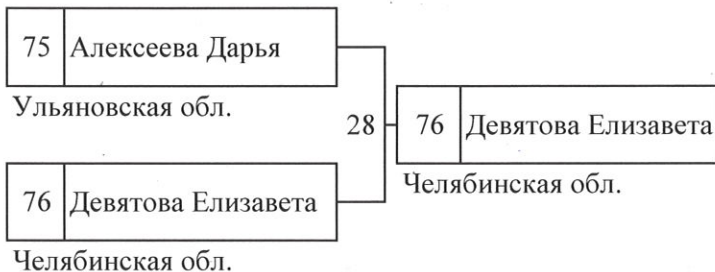 75 Алексеева Дарья
Ульяновская обл.
28
76 Девятова Елизавета
Челябинская обл.
76 Девятова Елизавета
Челябинская обл.